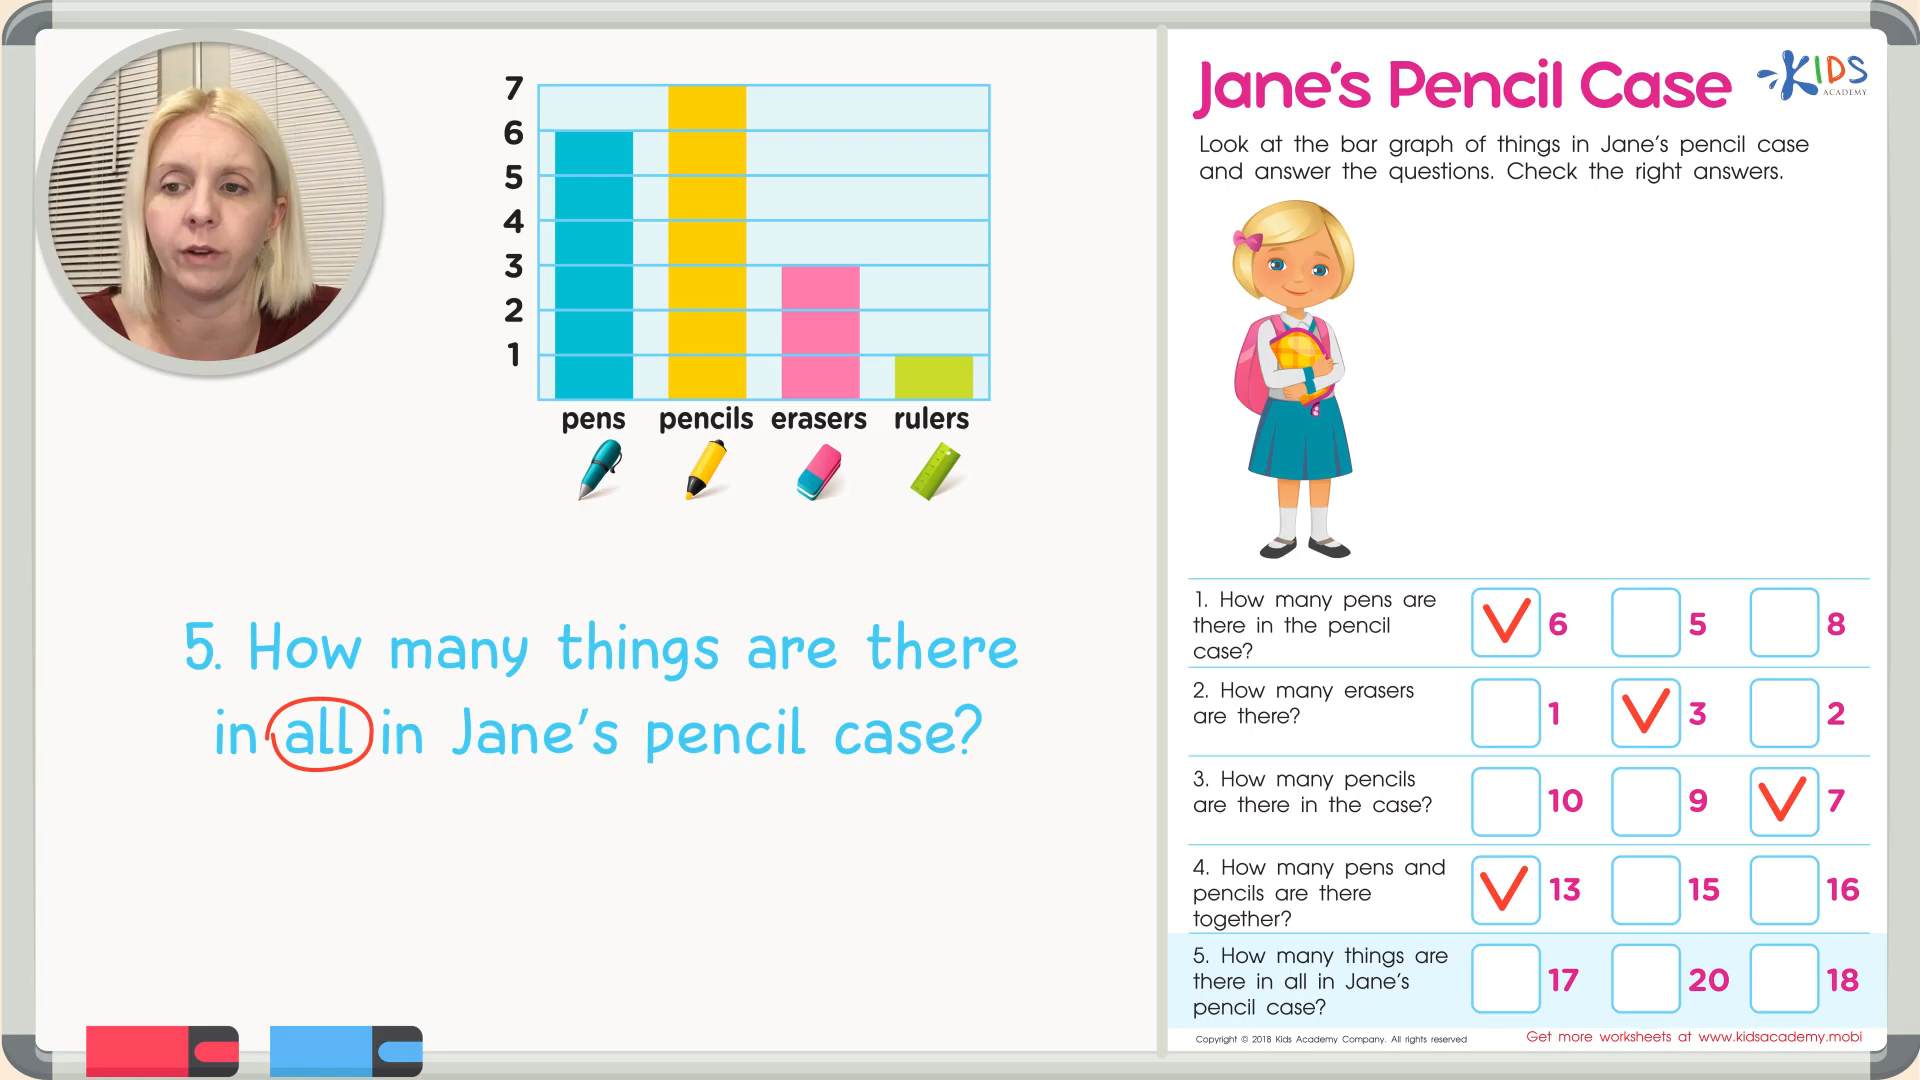 7
6
5
4
3
2
1
pens pencils erasers rulers
5. How many things are there
in all in Jane's pencil case?
Jane's Pencil Case
KIDS
ACADEMY
Look at the bar graph of things in Jane's pencil case
and answer the questions. Check the right answers.
1. How many pens are
there in the pencil
case?
6 5 8
2. How many erasers
are there?
1 3 2
3. How many pencils
are there in the case?
10 9 7
4. How many pens and
pencils are there
together?
13 15 16
5. How many things are
there in all in Jane's
pencil case?
17 20 18
Copyright © 2018 Kids Academy Company. All rights reserved
Get more worksheets at www.kidsacademy.mobi